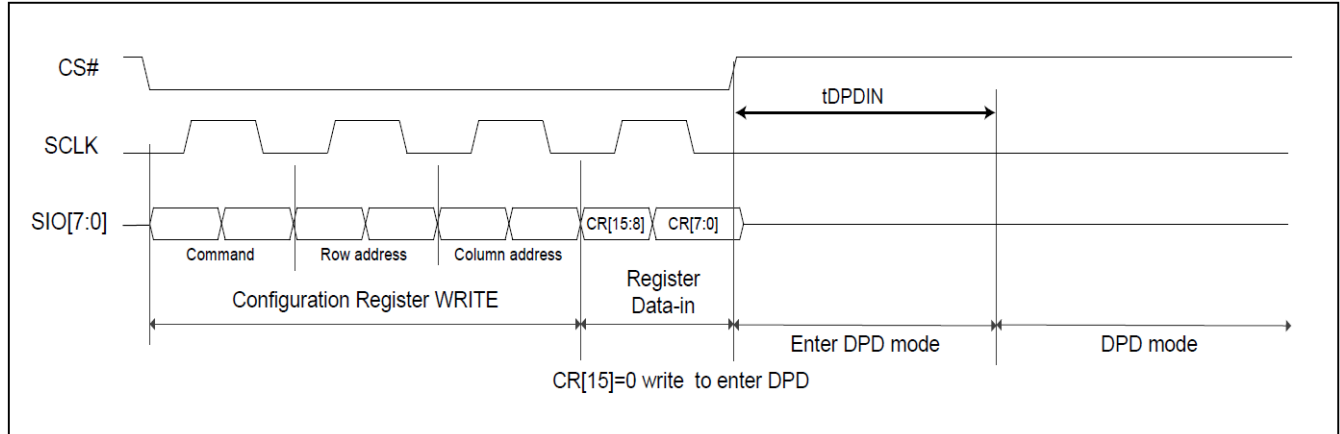 CS#
tDPDIN
SCLK
SIO[7:0]
CR[15:8] CR[7:0]
Command Row address Column address
Register
Data-in
Configuration Register WRITE
Enter DPD mode DPD mode
CR[15]=0 write to enter DPD